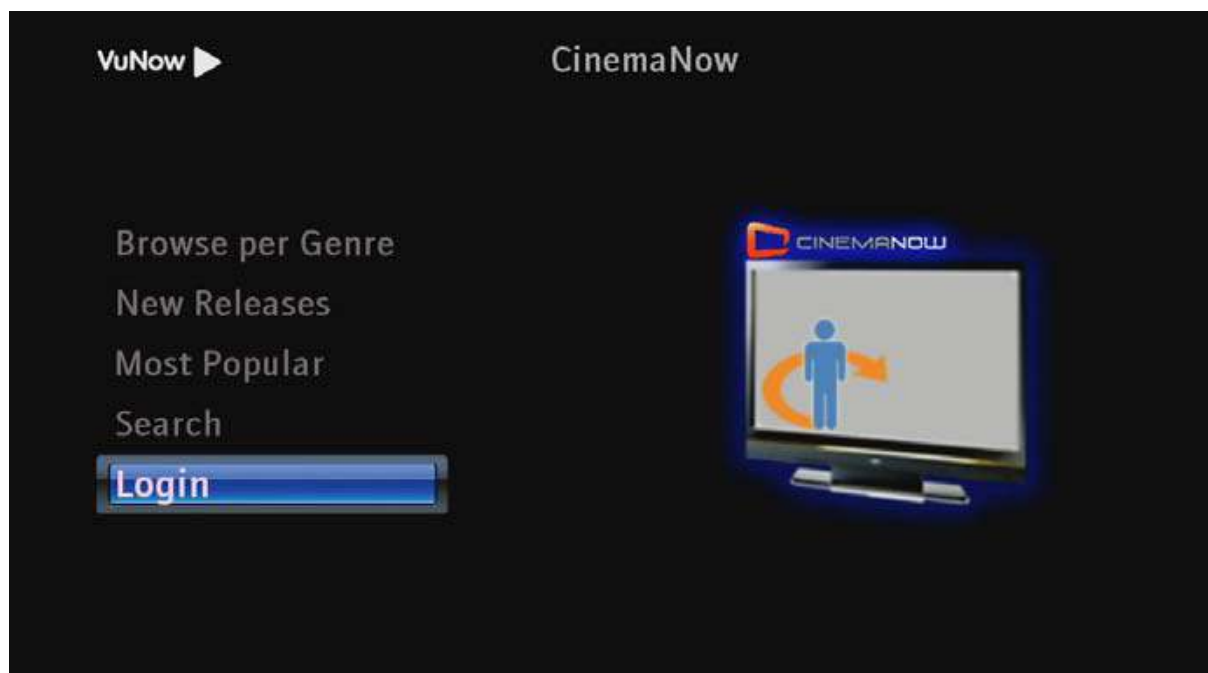 VuNow
CinemaNow
Browse per Genre
New Releases
Most Popular
Search
Login
CINEMANOW